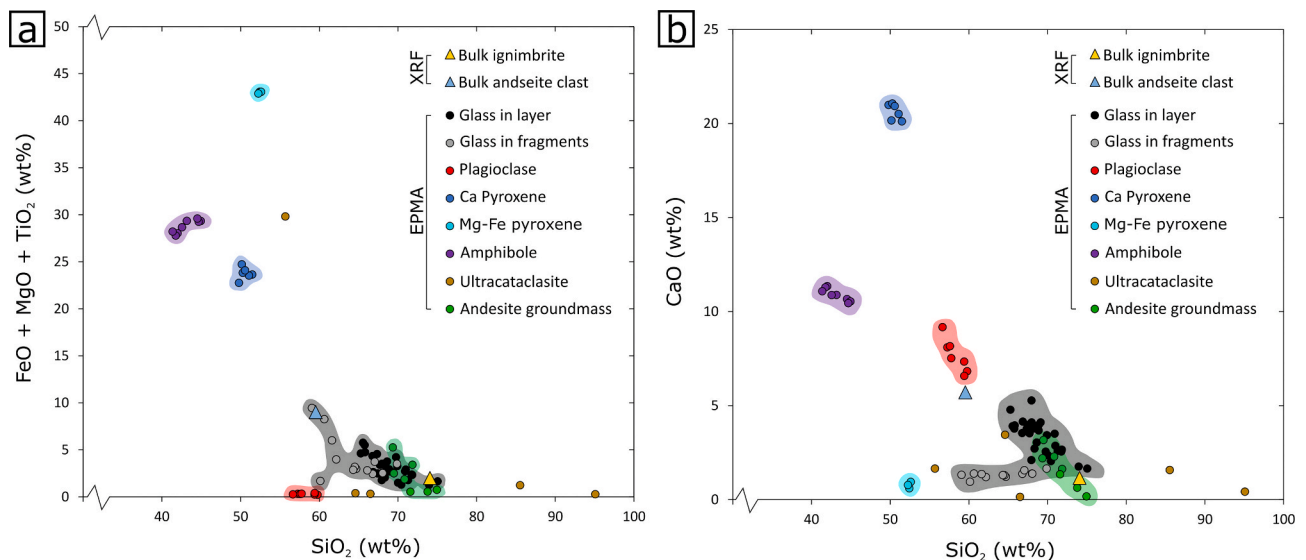 a
FeO + MgO + TiO₂ (wt%)
50
45
40
35
30
25
20
15
10
5
0
40
50
60
70
80
90
100
SiO₂ (wt%)
XRF
Bulk ignimbrite
Bulk andseite clast
EPMA
Glass in layer
Glass in fragments
Plagioclase
Ca Pyroxene
Mg-Fe pyroxene
Amphibole
Ultracataclasite
Andesite groundmass
b
CaO (wt%)
25
20
15
10
5
0
40
50
60
70
80
90
100
SiO₂ (wt%)
XRF
Bulk ignimbrite
Bulk andseite clast
EPMA
Glass in layer
Glass in fragments
Plagioclase
Ca Pyroxene
Mg-Fe pyroxene
Amphibole
Ultracataclasite
Andesite groundmass